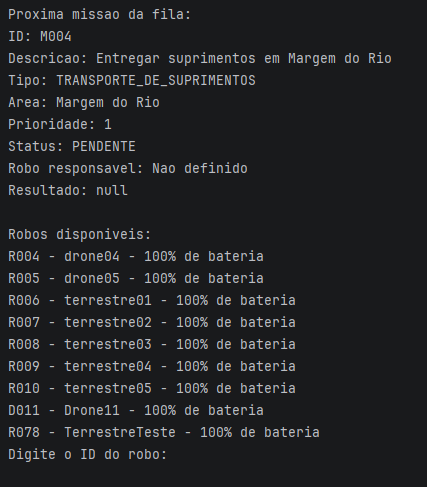 Proxima missao da fila:
ID: M004
Descricao: Entregar suprimentos em Margem do Rio
Tipo: TRANSPORTE_DE_SUPRIMENTOS
Area: Margem do Rio
Prioridade: 1
Status: PENDENTE
Robo responsavel: Nao definido
Resultado: null

Robos disponiveis:
R004 - drone04 - 100% de bateria
R005 - drone05 - 100% de bateria
R006 - terrestre01 - 100% de bateria
R007 - terrestre02 - 100% de bateria
R008 - terrestre03 - 100% de bateria
R009 - terrestre04 - 100% de bateria
R010 - terrestre05 - 100% de bateria
D011 - Drone11 - 100% de bateria
R078 - TerrestreTeste - 100% de bateria
Digite o ID do robo: